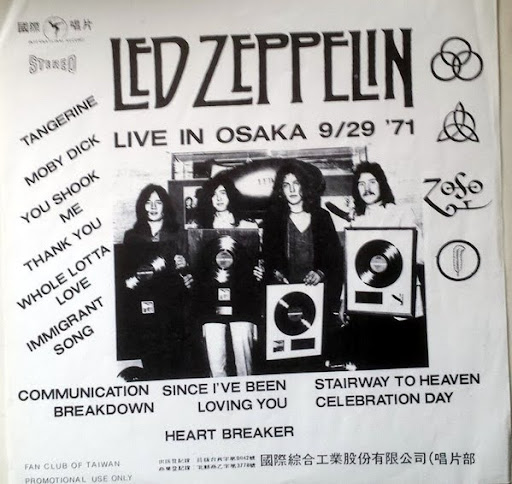 國際 唱片
STEREO
LED ZEPPELIN
LIVE IN OSAKA 9/29 '71
TANGERINE
MOBY DICK
YOU SHOOK
ME
THANK YOU
WHOLE LOTTA
LOVE
IMMIGRANT
SONG
ZoSo
COMMUNICATION
BREAKDOWN
SINCE I'VE BEEN
LOVING YOU
STAIRWAY TO HEAVEN
CELEBRATION DAY
HEART BREAKER
FAN CLUB OF TAIWAN
PROMOTIONAL USE ONLY
國際綜合工業股份有限公司(唱片部